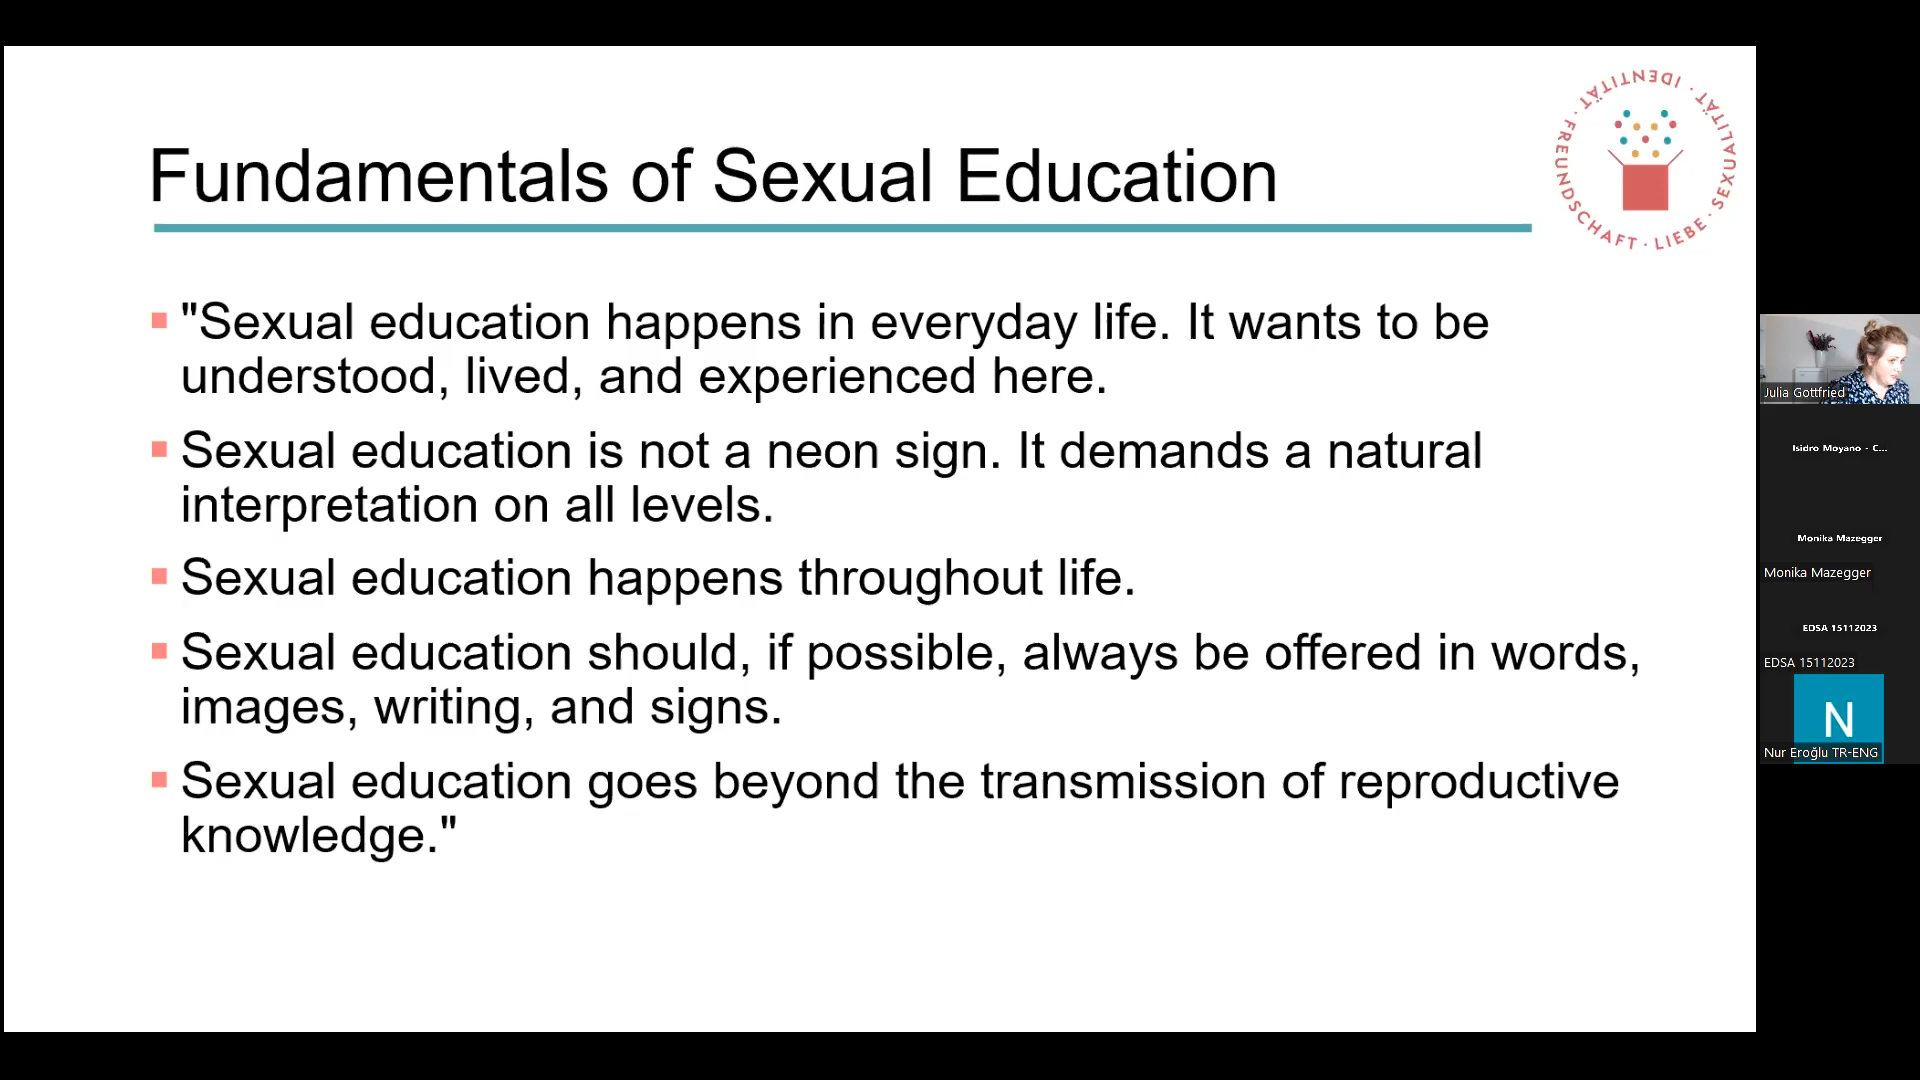 Fundamentals of Sexual Education
IDENTITÄT · SEXUALITÄT · LIEBE · FREUNDSCHAFT ·
"Sexual education happens in everyday life. It wants to be
understood, lived, and experienced here.
Sexual education is not a neon sign. It demands a natural
interpretation on all levels.
Sexual education happens throughout life.
Sexual education should, if possible, always be offered in words,
images, writing, and signs.
Sexual education goes beyond the transmission of reproductive
knowledge."
Julia Gottfried
Isidro Moyano - C...
Monika Mazegger
Monika Mazegger
EDSA 15112023
EDSA 15112023
N
Nur Eroğlu TR-ENG